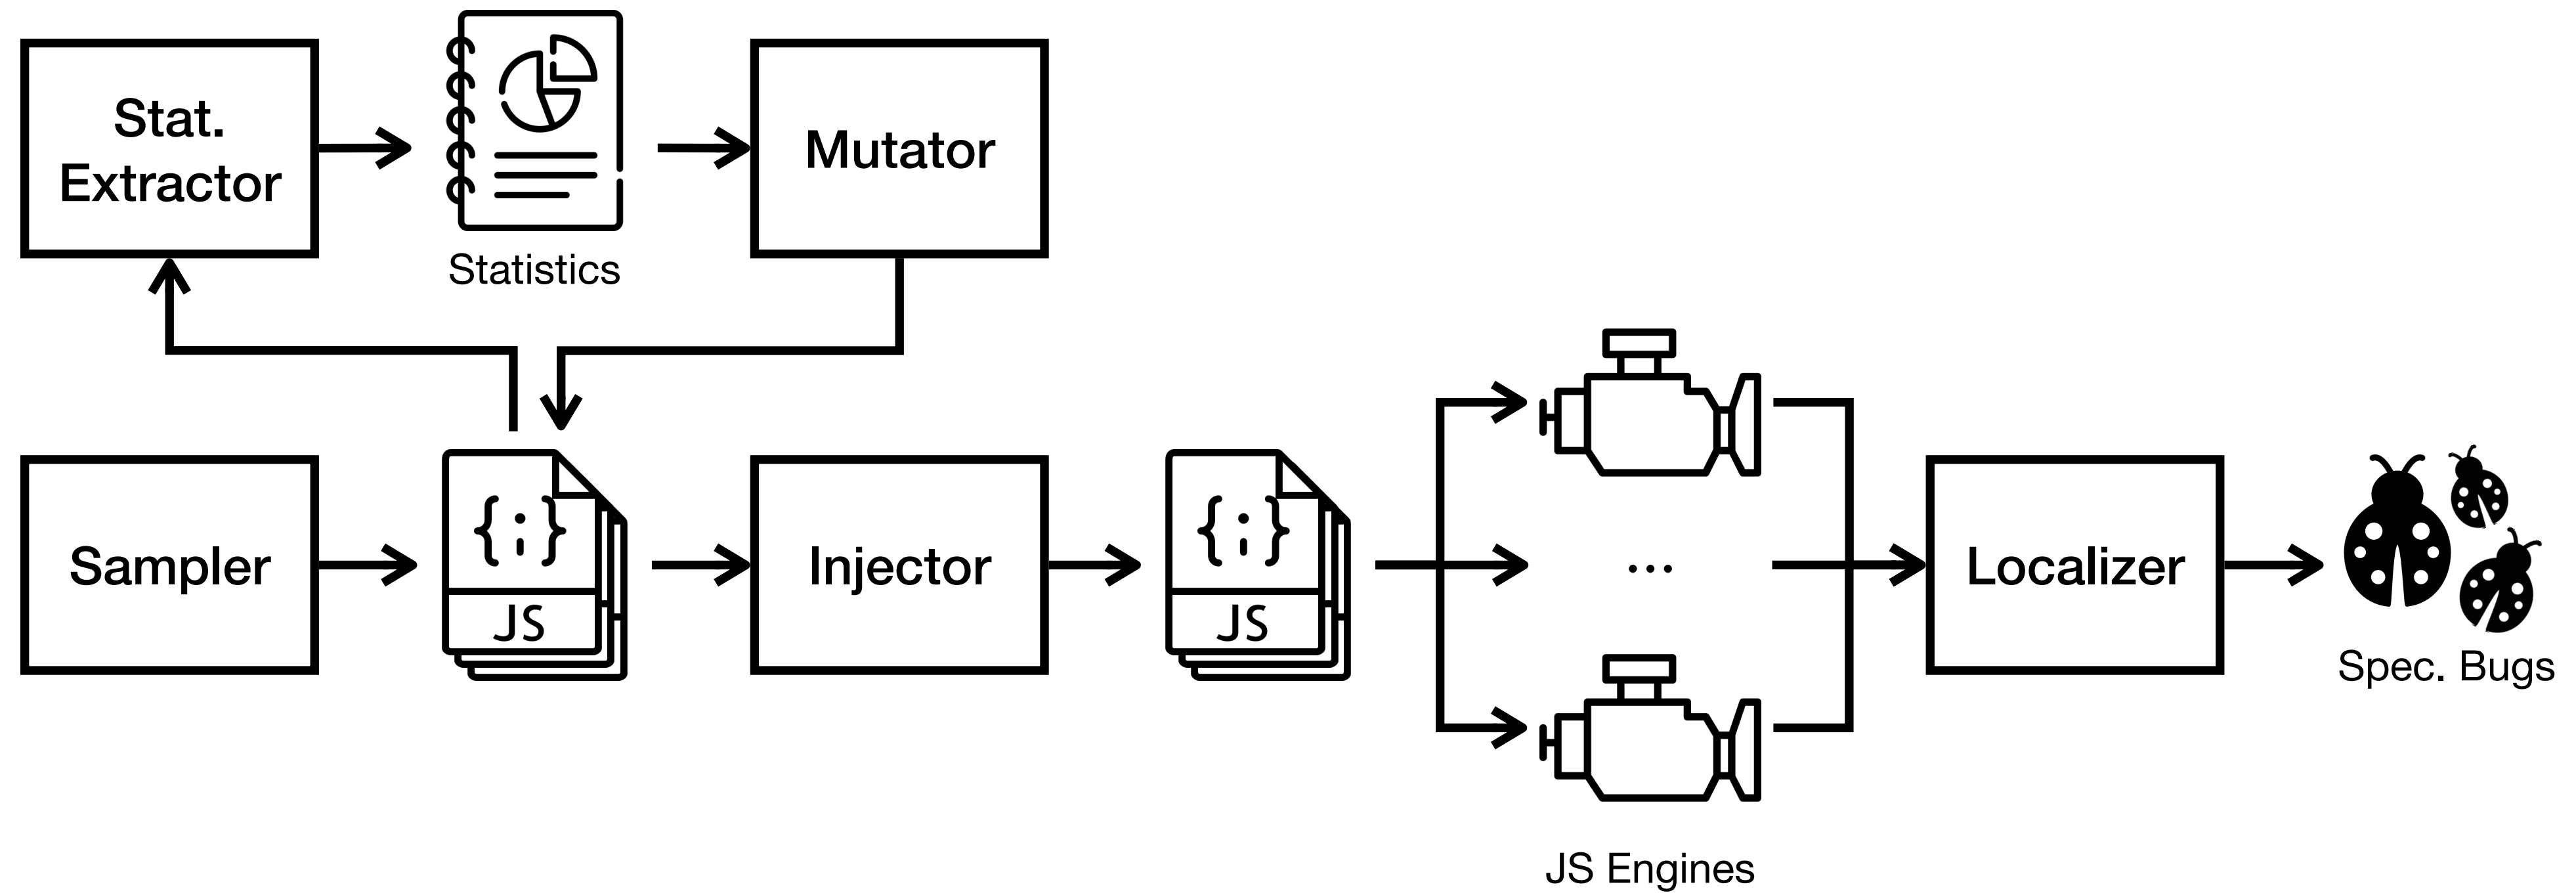 Stat.
Extractor
Statistics
Mutator
Sampler
{;}
JS
Injector
{;}
JS
...
JS Engines
Localizer
Spec. Bugs